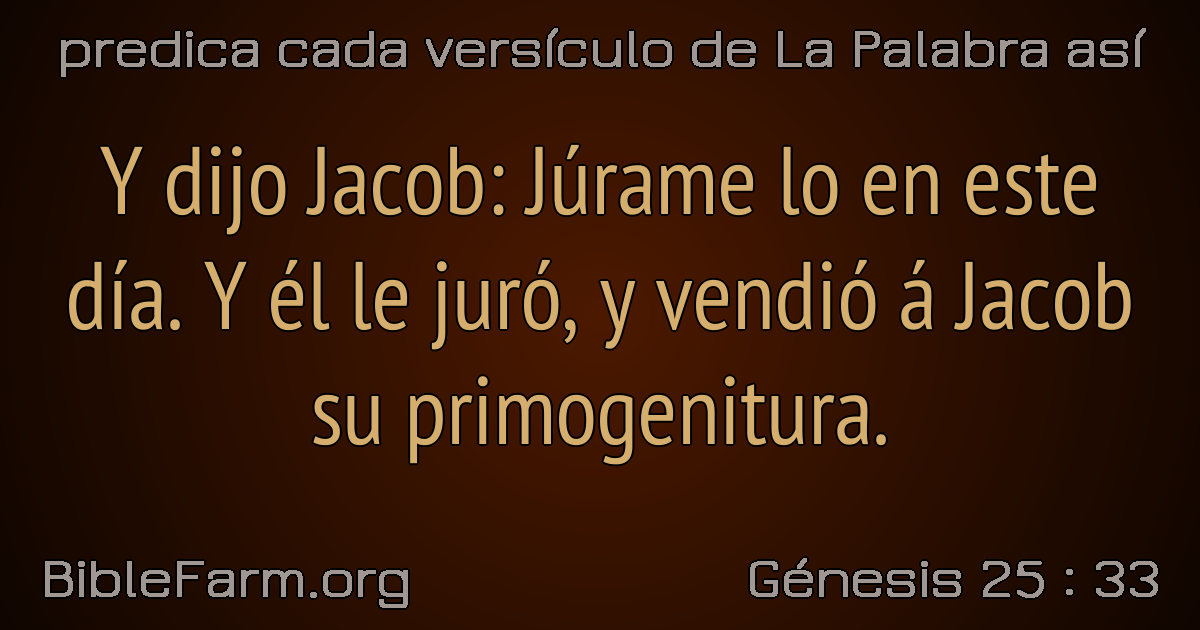 predica cada versículo de La Palabra así
Y dijo Jacob: Júrame lo en este
día. Y él le juró, y vendió á Jacob
su primogenitura.
BibleFarm.org
Génesis 25 : 33